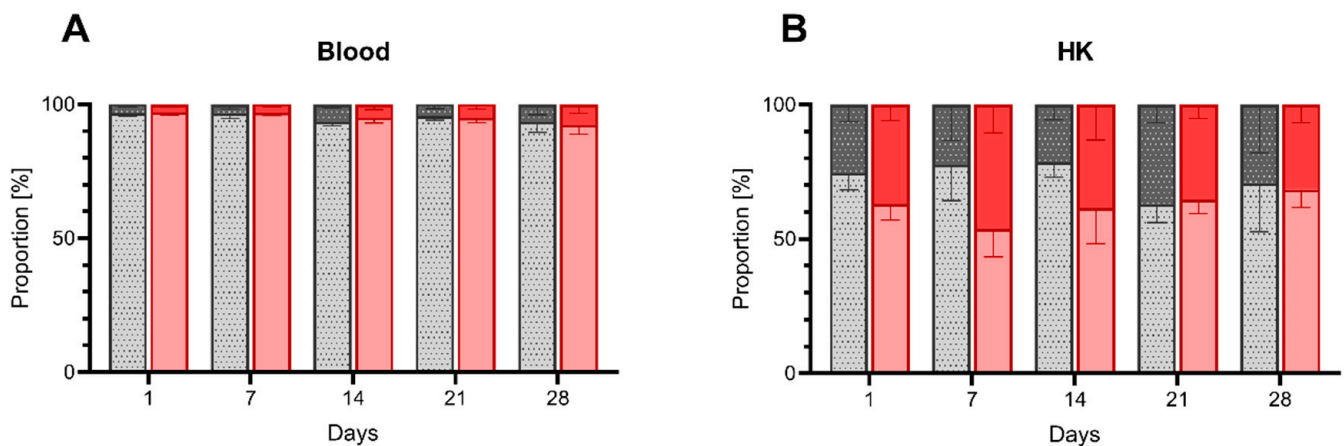 A
Blood
Proportion [%]
100
50
0
1 7 14 21 28
Days
B
HK
Proportion [%]
100
50
0
1 7 14 21 28
Days